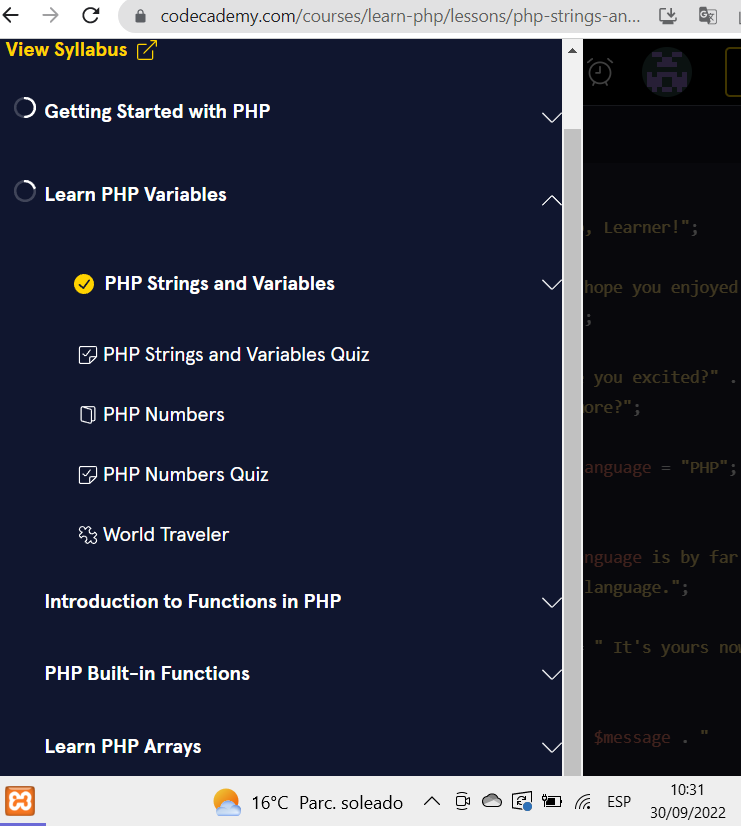 codecademy.com/courses/learn-php/lessons/php-strings-an...
View Syllabus
Getting Started with PHP
Learn PHP Variables
, Learner!";
PHP Strings and Variables
hope you enjoyed
;
PHP Strings and Variables Quiz
you excited?" .
ore?";
PHP Numbers
anguage = "PHP";
PHP Numbers Quiz
World Traveler
nguage is by far
language.";
Introduction to Functions in PHP
" It's yours now
PHP Built-in Functions
$message . "
Learn PHP Arrays
16°C Parc. soleado
ESP
10:31
30/09/2022